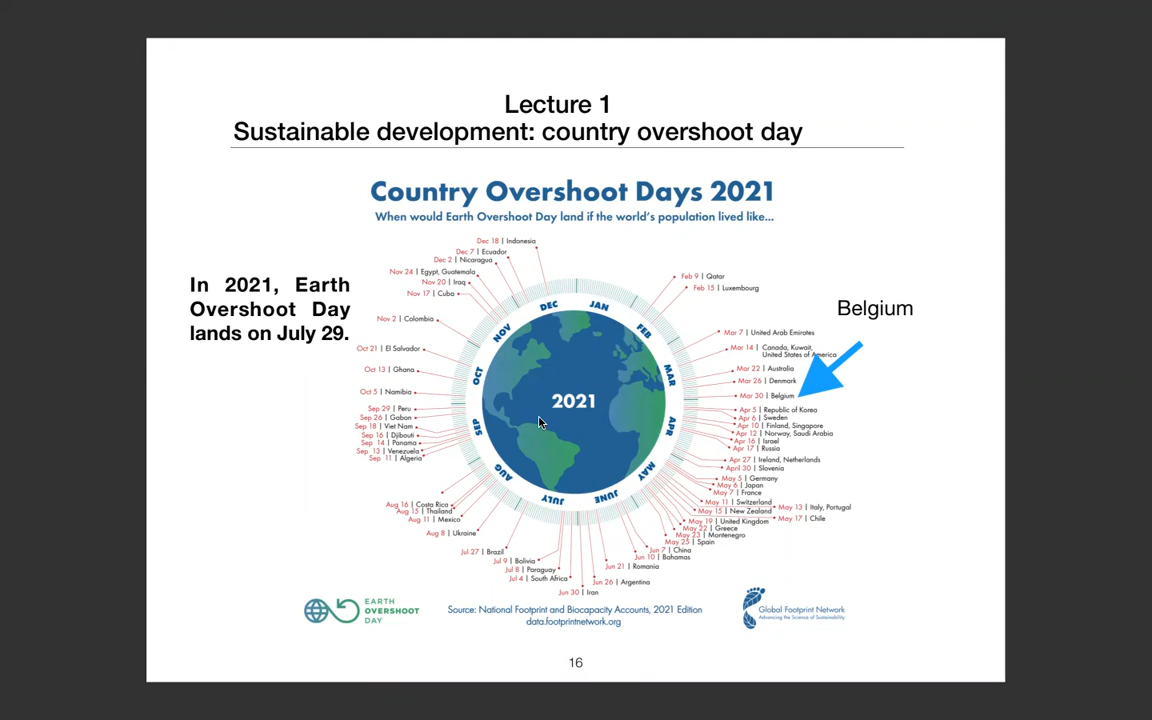 Lecture 1
Sustainable development: country overshoot day
Country Overshoot Days 2021
When would Earth Overshoot Day land if the world's population lived like...
In 2021, Earth
Overshoot Day
lands on July 29.
Belgium
Dec 18 | Indonesia
Dec 7 | Ecuador
Dec 2 | Nicaragua
Nov 24 | Egypt, Guatemala
Nov 20 | Iraq
Nov 17 | Cuba
Nov 2 | Colombia
Oct 21 | El Salvador
Oct 13 | Ghana
Oct 5 | Namibia
Sep 29 | Peru
Sep 26 | Gabon
Sep 18 | Viet Nam
Sep 16 | Djibouti
Sep 14 | Panama
Sep 13 | Venezuela
Sep 11 | Algeria
Aug 16 | Costa Rica
Aug 15 | Thailand
Aug 11 | Mexico
Aug 8 | Ukraine
Jul 27 | Brazil
Jul 9 | Bolivia
Jul 8 | Paraguay
Jul 4 | South Africa
Jun 30 | Iran
Feb 9 | Qatar
Feb 15 | Luxembourg
Mar 7 | United Arab Emirates
Mar 14 | Canada, Kuwait,
United States of America
Mar 22 | Australia
Mar 26 | Denmark
Mar 30 | Belgium
Apr 5 | Republic of Korea
Apr 6 | Sweden
Apr 10 | Finland, Singapore
Apr 12 | Norway, Saudi Arabia
Apr 16 | Israel
Apr 17 | Russia
Apr 27 | Ireland, Netherlands
April 30 | Slovenia
May 5 | Germany
May 6 | Japan
May 7 | France
May 11 | Switzerland
May 13 | Italy, Portugal
May 15 | New Zealand
May 17 | Chile
May 19 | United Kingdom
May 22 | Greece
May 23 | Montenegro
May 25 | Spain
Jun 7 | China
Jun 10 | Bahamas
Jun 21 | Romania
Jun 26 | Argentina
JAN
FEB
MAR
APR
MAY
JUNE
JULY
AUG
SEP
OCT
NOV
DEC
2021
EARTH
OVERSHOOT
DAY
Source: National Footprint and Biocapacity Accounts, 2021 Edition
data.footprintnetwork.org
Global Footprint Network
Advancing the Science of Sustainability
16